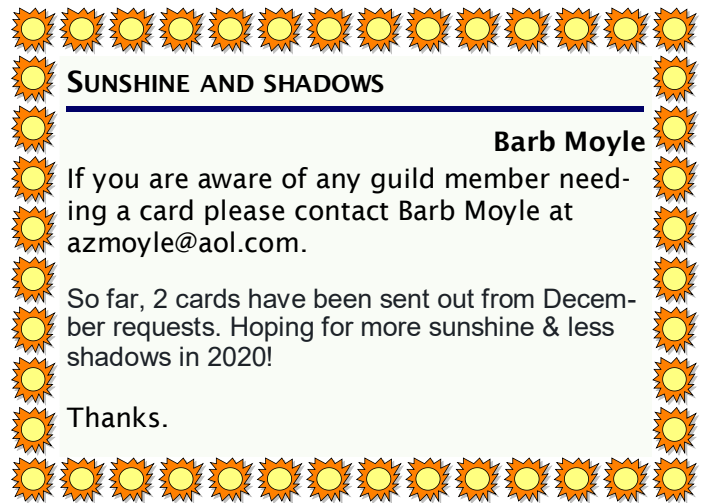 SUNSHINE AND SHADOWS
Barb Moyle
If you are aware of any guild member need-
ing a card please contact Barb Moyle at
azmoyle@aol.com.
So far, 2 cards have been sent out from Decem-
ber requests. Hoping for more sunshine & less
shadows in 2020!
Thanks.